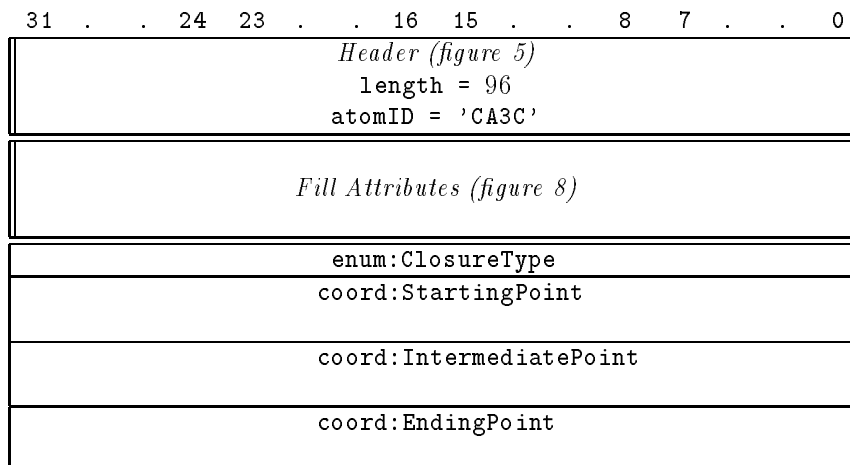 31 . . 24 23 . . 16 15 . . 8 7 . . 0
Header (figure 5)
length = 96
atomID = 'CA3C'
Fill Attributes (figure 8)
enum:ClosureType
coord:StartingPoint
coord:IntermediatePoint
coord:EndingPoint